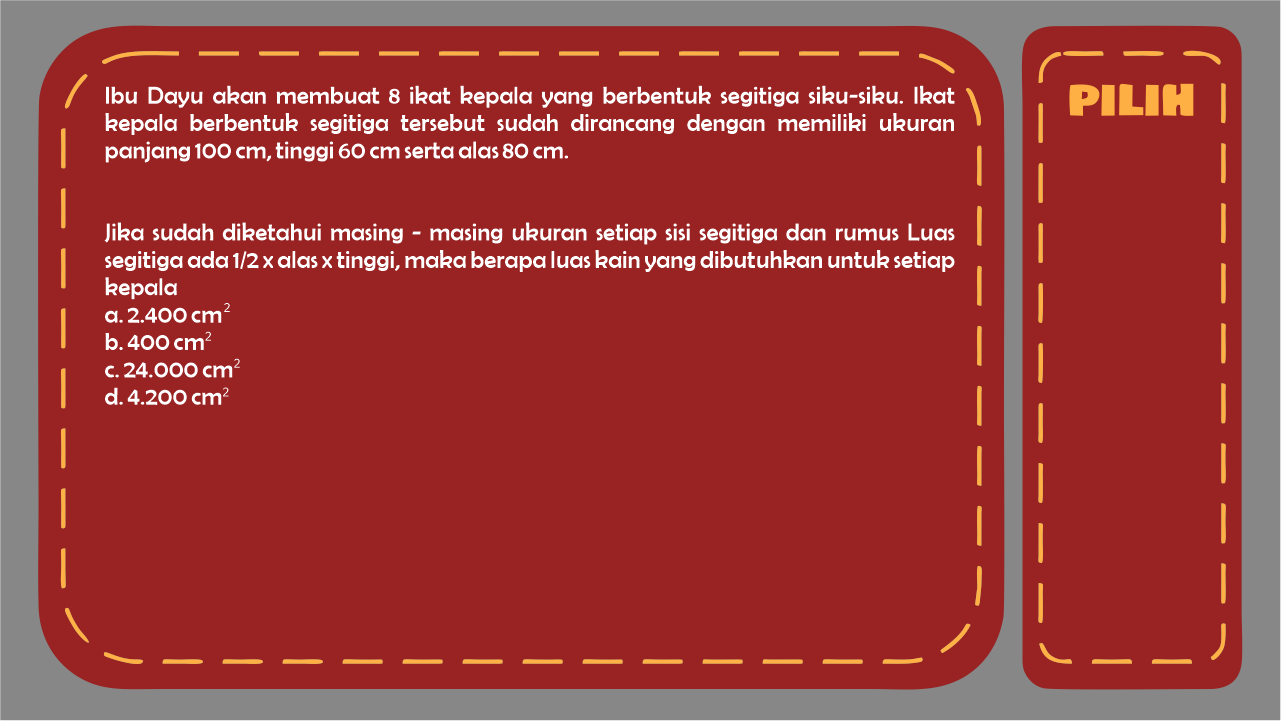 Ibu Dayu akan membuat 8 ikat kepala yang berbentuk segitiga siku-siku. Ikat
kepala berbentuk segitiga tersebut sudah dirancang dengan memiliki ukuran
panjang 100 cm, tinggi 60 cm serta alas 80 cm.
Jika sudah diketahui masing - masing ukuran setiap sisi segitiga dan rumus Luas
segitiga ada 1/2 x alas x tinggi, maka berapa luas kain yang dibutuhkan untuk setiap
kepala
a. 2.400 cm²
b. 400 cm²
c. 24.000 cm²
d. 4.200 cm²
PILIH